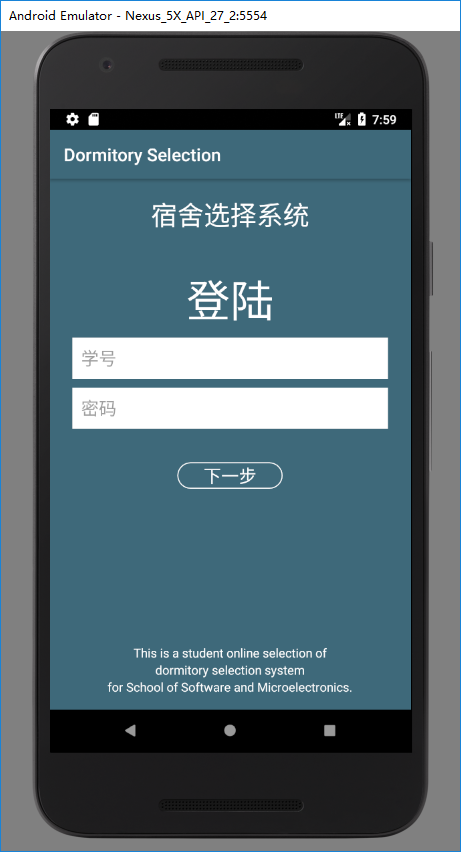 Android Emulator - Nexus_5X_API_27_2:5554
LTE 7:59
Dormitory Selection
宿舍选择系统
登陆
学号
密码
下一步
This is a student online selection of
dormitory selection system
for School of Software and Microelectronics.